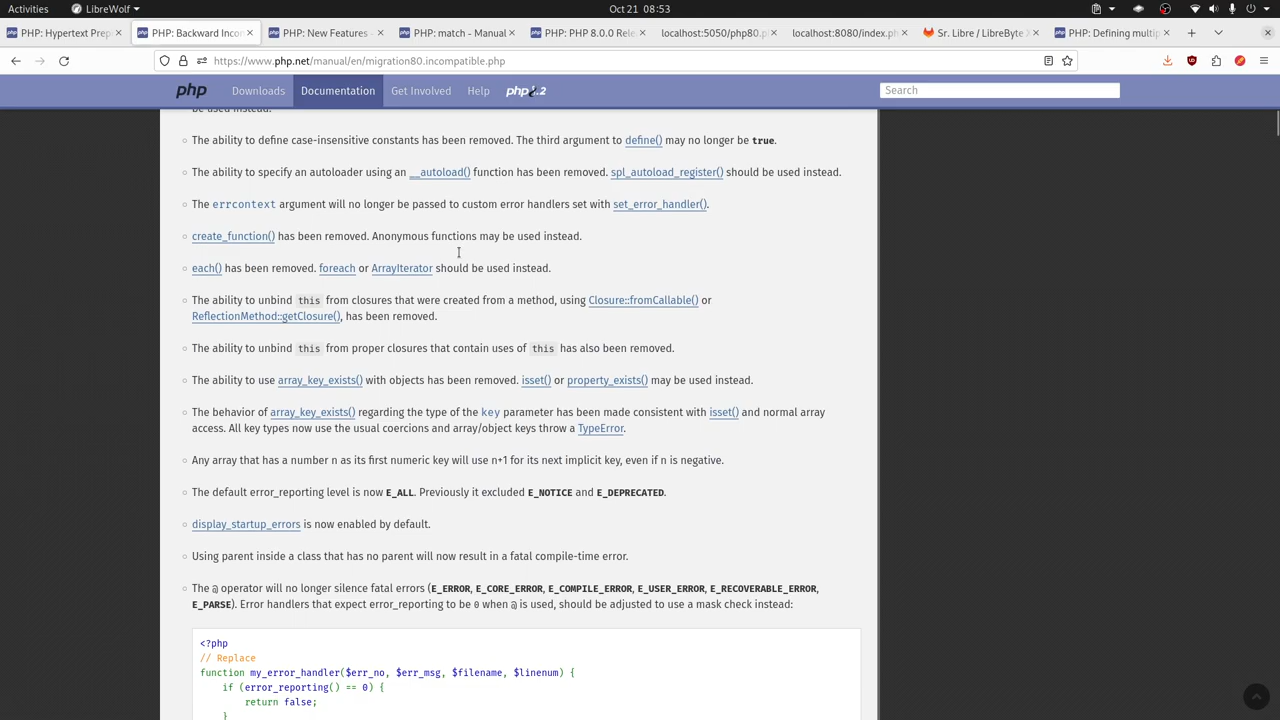 Activities
LibreWolf
Oct 21 08:53
PHP: Hypertext Prep
PHP: Backward Incon
PHP: New Features -
PHP: match - Manual
PHP: PHP 8.0.0 Rele
localhost:5050/php80.p
localhost:8080/index.ph
Sr. Libre / LibreByte
PHP: Defining multip
https://www.php.net/manual/en/migration80.incompatible.php
php
Downloads
Documentation
Get Involved
Help
Search
be used instead.
The ability to define case-insensitive constants has been removed. The third argument to define() may no longer be true.
The ability to specify an autoloader using an __autoload() function has been removed. spl_autoload_register() should be used instead.
The errcontext argument will no longer be passed to custom error handlers set with set_error_handler().
create_function() has been removed. Anonymous functions may be used instead.
each() has been removed. foreach or ArrayIterator should be used instead.
The ability to unbind this from closures that were created from a method, using Closure::fromCallable() or
ReflectionMethod::getClosure(), has been removed.
The ability to unbind this from proper closures that contain uses of this has also been removed.
The ability to use array_key_exists() with objects has been removed. isset() or property_exists() may be used instead.
The behavior of array_key_exists() regarding the type of the key parameter has been made consistent with isset() and normal array
access. All key types now use the usual coercions and array/object keys throw a TypeError.
Any array that has a number n as its first numeric key will use n+1 for its next implicit key, even if n is negative.
The default error_reporting level is now E_ALL. Previously it excluded E_NOTICE and E_DEPRECATED.
display_startup_errors is now enabled by default.
Using parent inside a class that has no parent will now result in a fatal compile-time error.
The @ operator will no longer silence fatal errors (E_ERROR, E_CORE_ERROR, E_COMPILE_ERROR, E_USER_ERROR, E_RECOVERABLE_ERROR,
E_PARSE). Error handlers that expect error_reporting to be 0 when @ is used, should be adjusted to use a mask check instead:
<?php
// Replace
function my_error_handler($err_no, $err_msg, $filename, $linenum) {
if (error_reporting() == 0) {
return false;
}